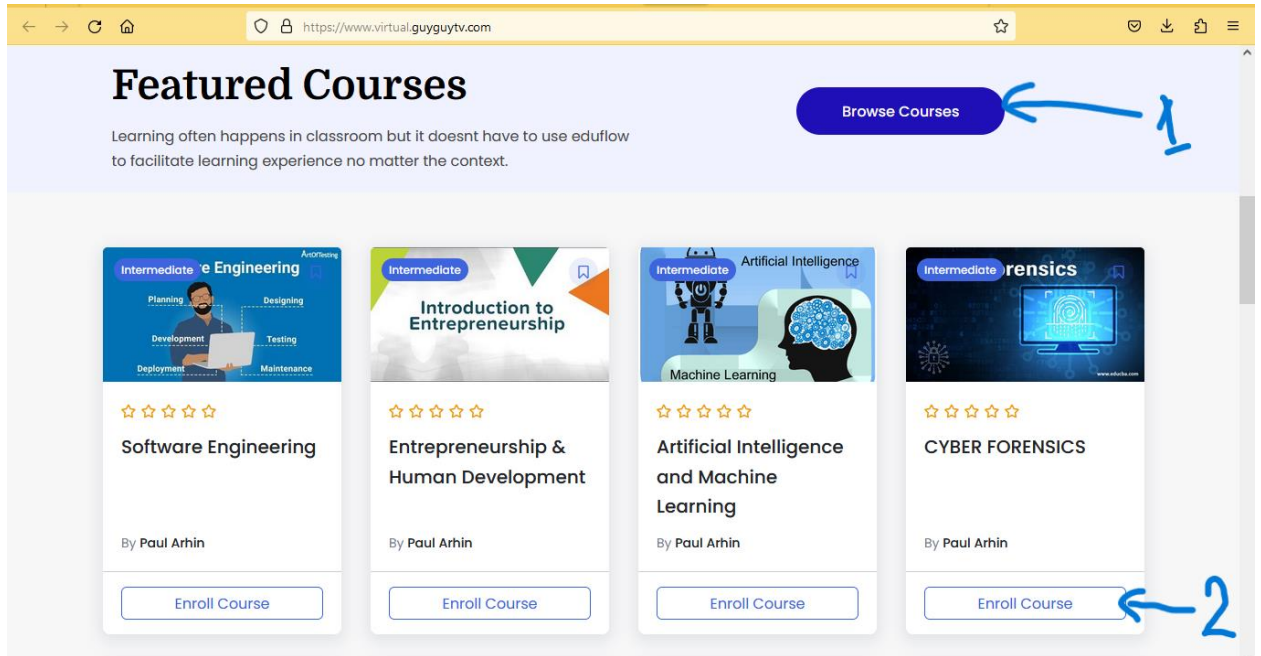 https://www.virtual.guyguytv.com
Featured Courses
Browse Courses
1
Learning often happens in classroom but it doesnt have to use eduflow
to facilitate learning experience no matter the context.
Intermediate
e Engineering
ArtOfTesting
Planning
Designing
Development
Testing
Deployment
Maintenance
Software Engineering
By Paul Arhin
Enroll Course
Intermediate
Introduction to
Entrepreneurship
Entrepreneurship &
Human Development
By Paul Arhin
Enroll Course
Intermediate
Artificial Intelligence
Machine Learning
Artificial Intelligence
and Machine
Learning
By Paul Arhin
Enroll Course
Intermediate
rensics
www.educba.com
CYBER FORENSICS
By Paul Arhin
Enroll Course
2